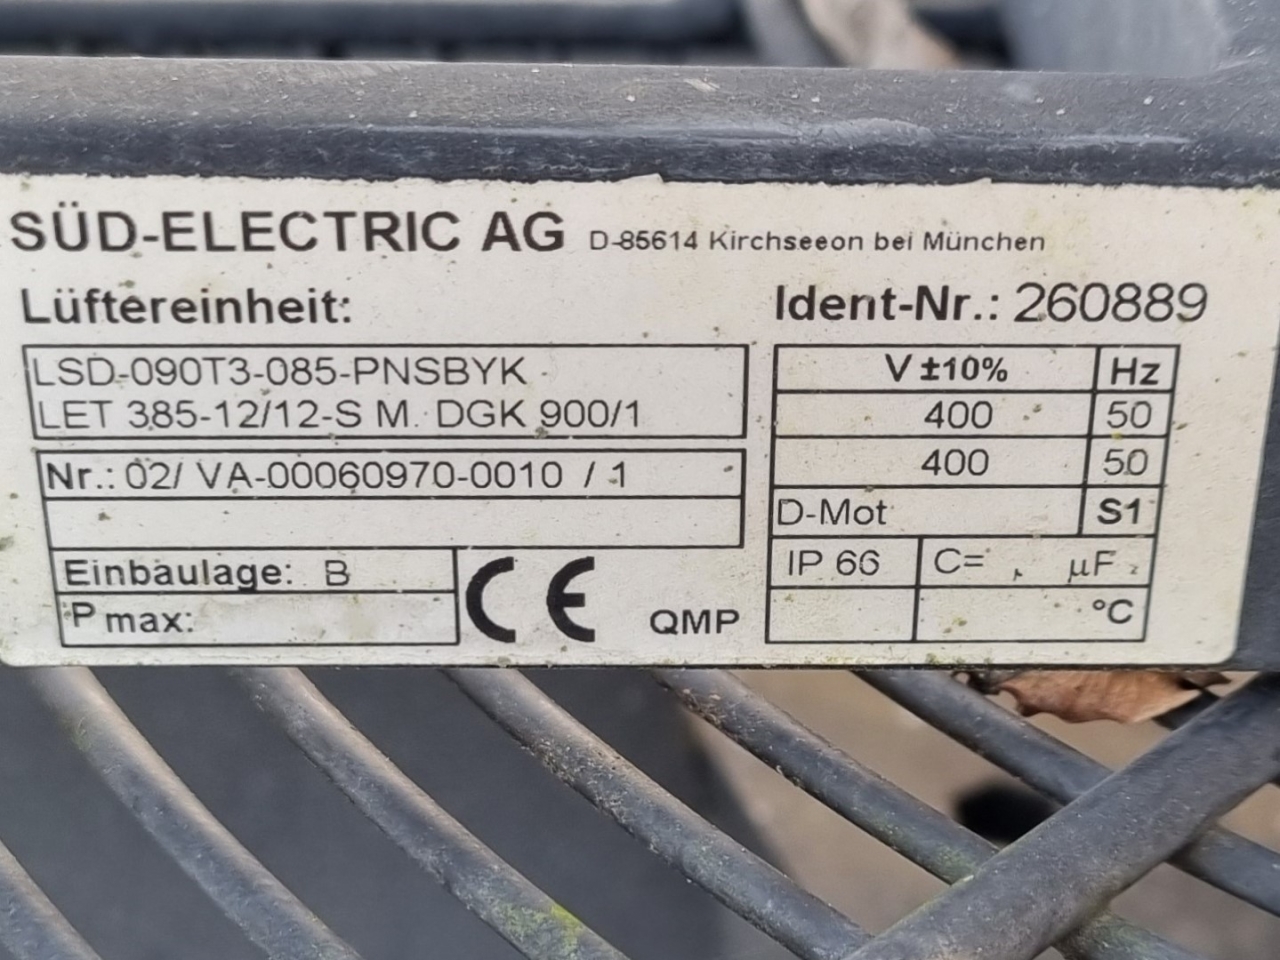 SÜD-ELECTRIC AG D-85614 Kirchseeon bei München
Lüftereinheit:
Ident-Nr.: 260889
LSD-090T3-085-PNSBYK
LET 385-12/12-S M. DGK 900/1
Nr.: 02/ VA-00060970-0010 / 1
Einbaulage: B
P max:
CE
QMP
V ±10% Hz
400 50
400 50
D-Mot S1
IP 66 C= µF
°C